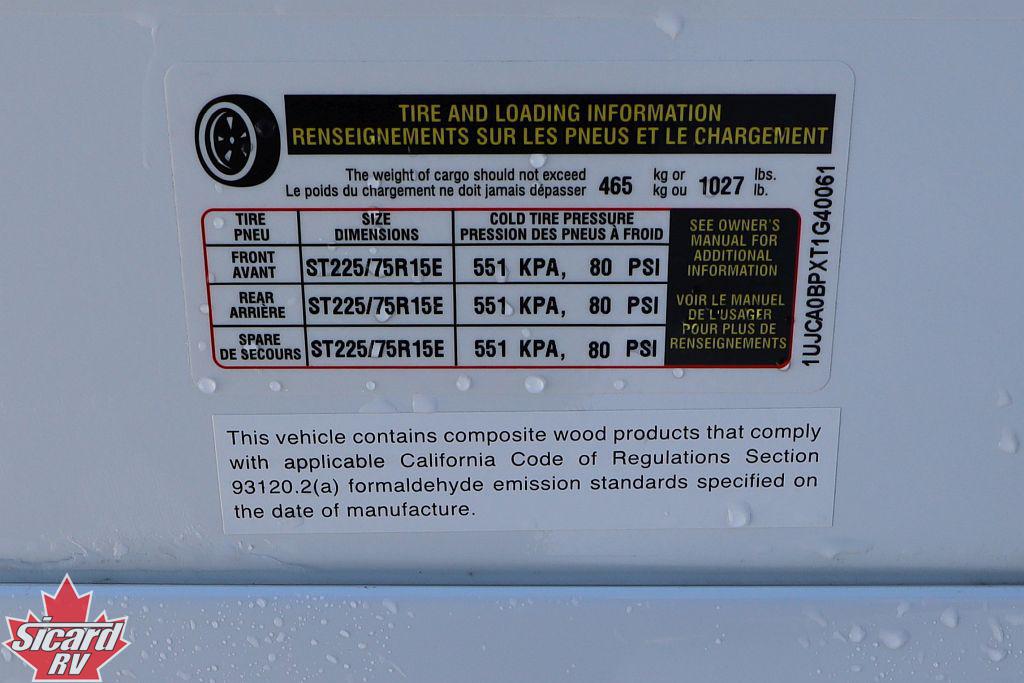 TIRE AND LOADING INFORMATION
RENSEIGNEMENTS SUR LES PNEUS ET LE CHARGEMENT
The weight of cargo should not exceed 465 kg or 1027 lbs.
Le poids du chargement ne doit jamais dépasser kg ou lb.
TIRE SIZE COLD TIRE PRESSURE
PNEU DIMENSIONS PRESSION DES PNEUS À FROID
FRONT
AVANT ST225/75R15E 551 KPA, 80 PSI
REAR
ARRIÈRE ST225/75R15E 551 KPA, 80 PSI
SPARE
DE SECOURS ST225/75R15E 551 KPA, 80 PSI
SEE OWNER'S
MANUAL FOR
ADDITIONAL
INFORMATION
VOIR LE MANUEL
DE L'USAGER
POUR PLUS DE
RENSEIGNEMENTS
1UJCA0BPXT1G40061
This vehicle contains composite wood products that comply
with applicable California Code of Regulations Section
93120.2(a) formaldehyde emission standards specified on
the date of manufacture.
Sicard
RV